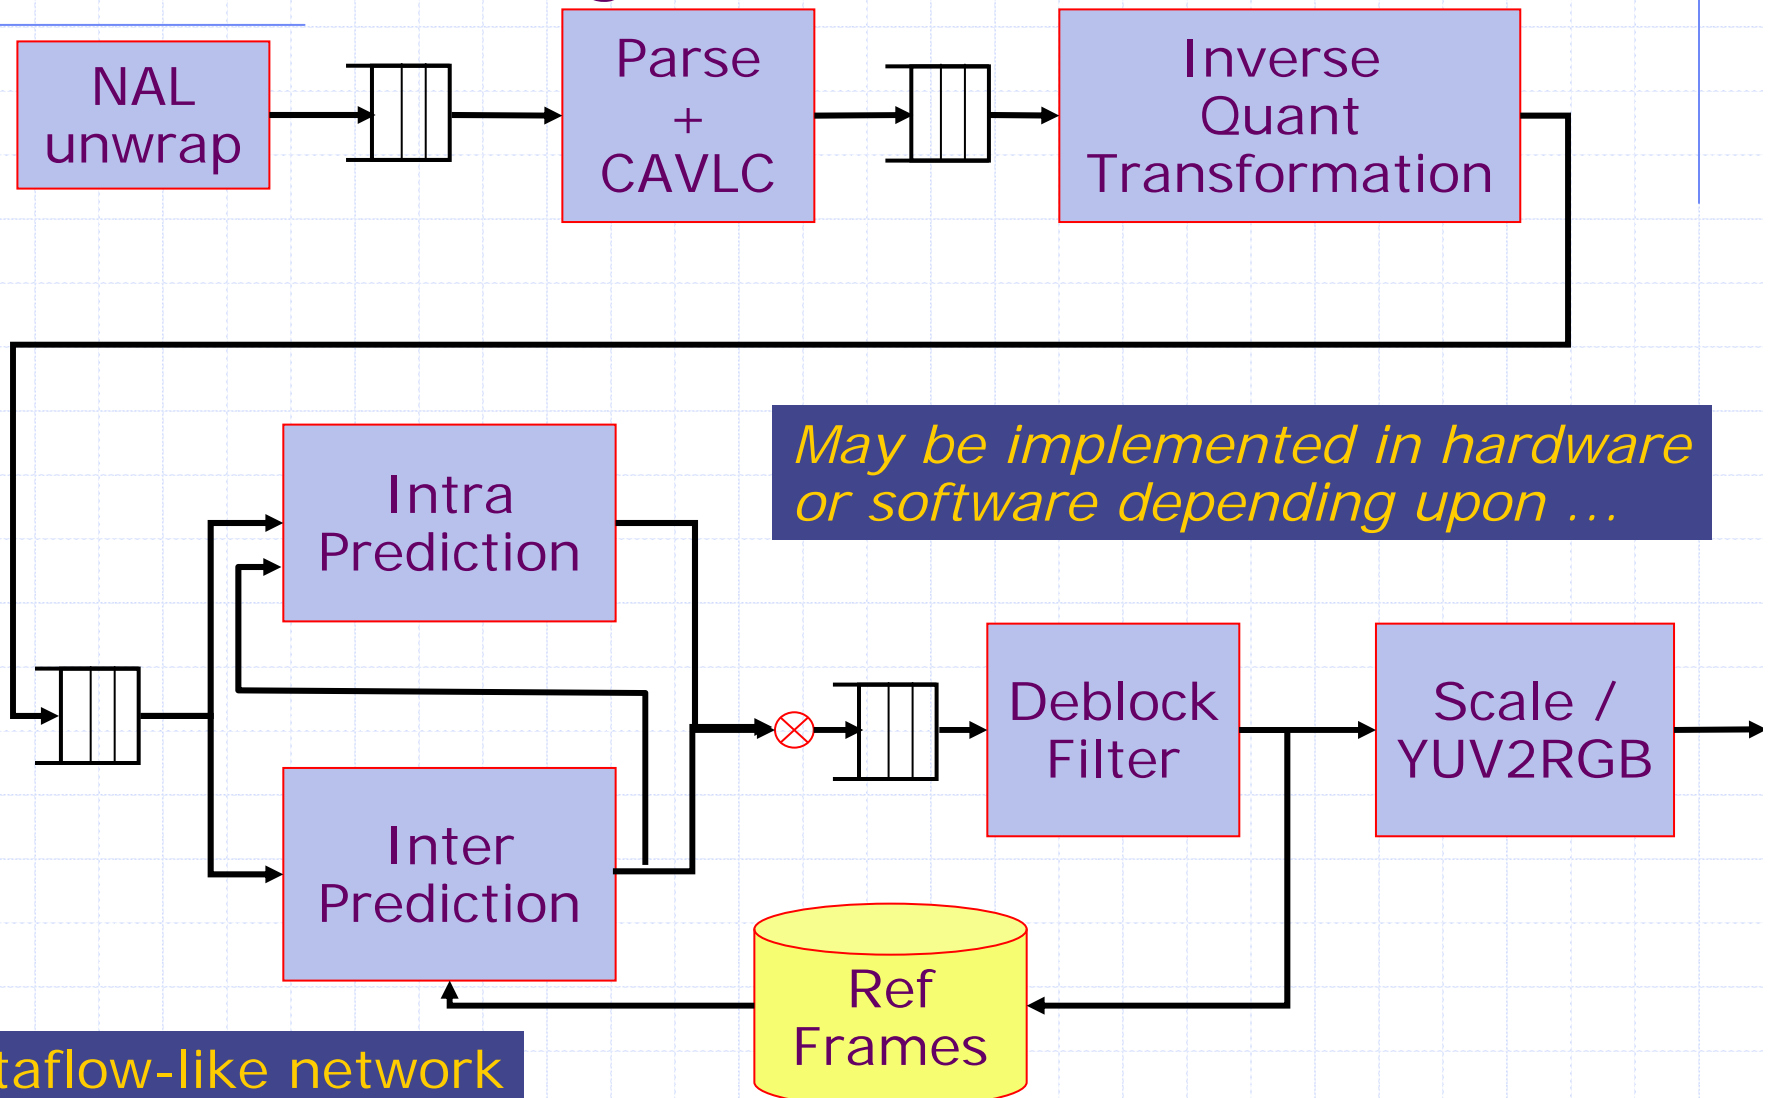 NAL
unwrap
Parse
+
CAVLC
Inverse
Quant
Transformation
May be implemented in hardware
or software depending upon ...
Intra
Prediction
Inter
Prediction
Deblock
Filter
Scale /
YUV2RGB
Ref
Frames
taflow-like network